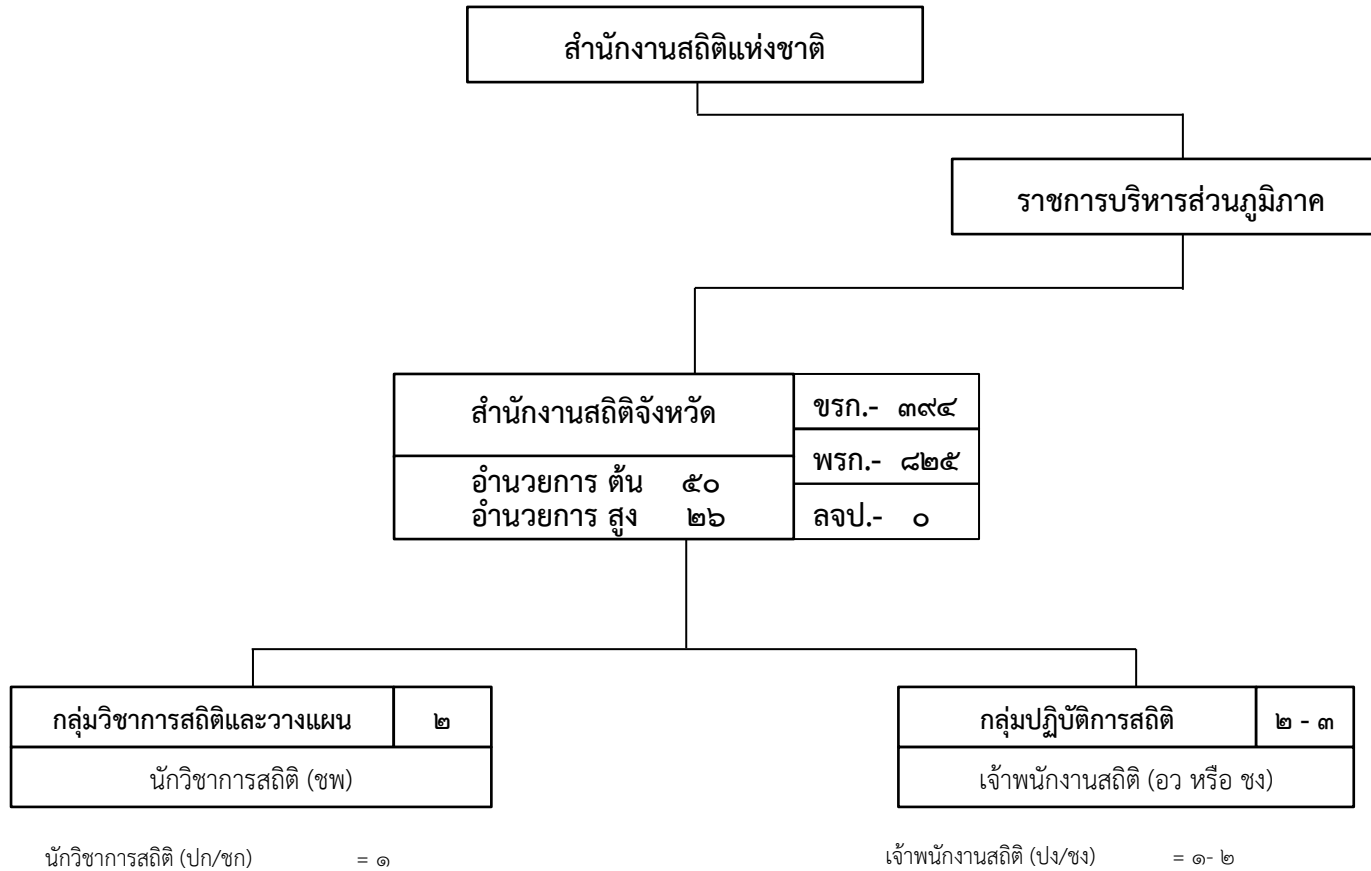 สำนักงานสถิติแห่งชาติ
ราชการบริหารส่วนภูมิภาค
สำนักงานสถิติจังหวัด
ขรก.- ๓๙๔
พรก.- ๘๒๕
อำนวยการ ต้น ๕๐
อำนวยการ สูง ๒๖
ลจป.- ๐
กลุ่มวิชาการสถิติและวางแผน ๒
นักวิชาการสถิติ (ชพ)
กลุ่มปฏิบัติการสถิติ ๒ - ๓
เจ้าพนักงานสถิติ (อว หรือ ชง)
นักวิชาการสถิติ (ปก/ชก) = ๑
เจ้าพนักงานสถิติ (ปง/ชง) = ๑- ๒